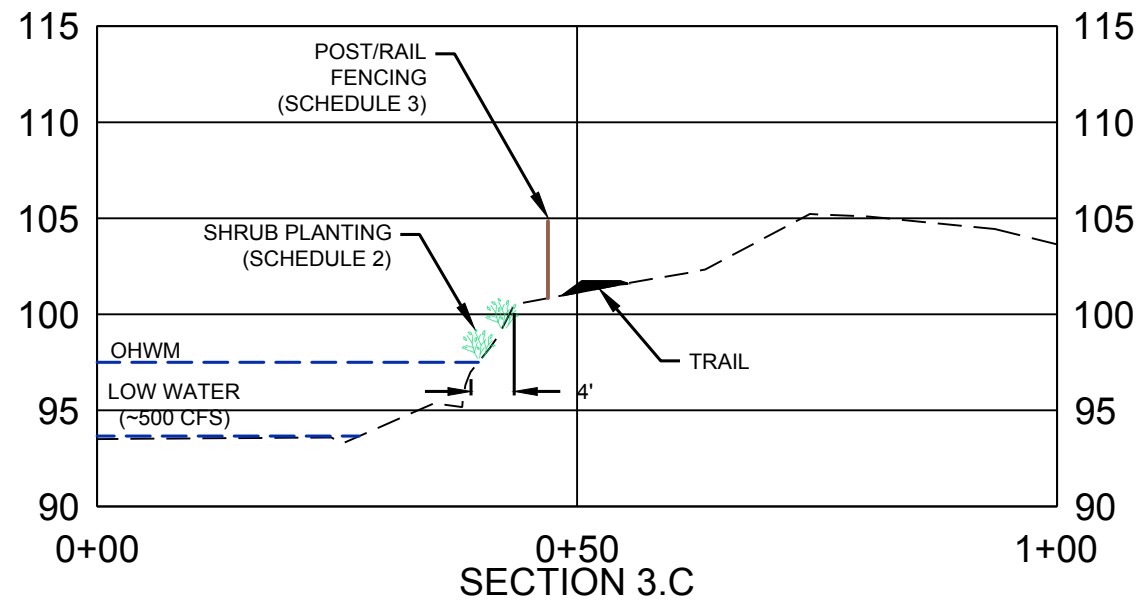 115
115
POST/RAIL
FENCING
(SCHEDULE 3)
110
110
105
105
SHRUB PLANTING
(SCHEDULE 2)
100
100
OHWM
TRAIL
LOW WATER
(~500 CFS)
4'
95
95
90
90
0+00
0+50
1+00
SECTION 3.C